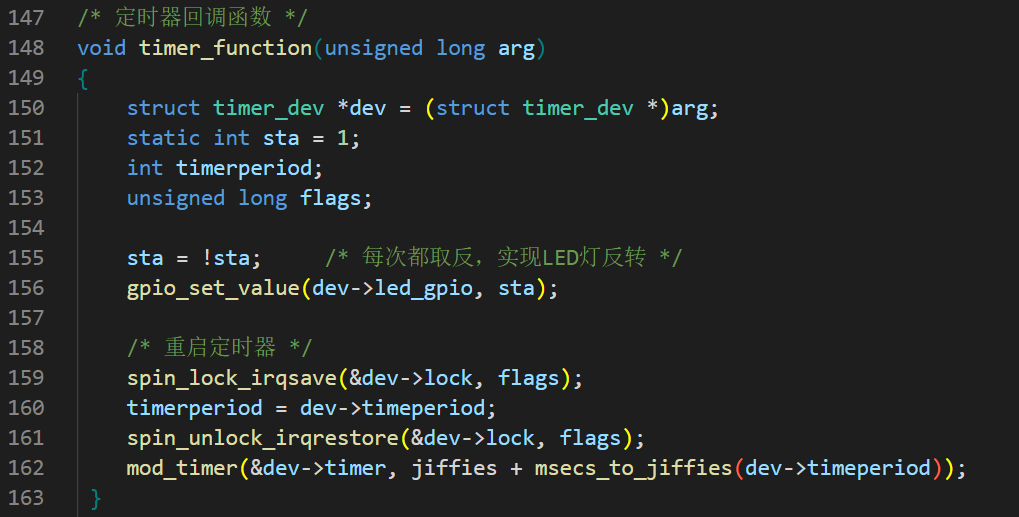 147 /* 定时器回调函数 */
148 void timer_function(unsigned long arg)
149 {
150     struct timer_dev *dev = (struct timer_dev *)arg;
151     static int sta = 1;
152     int timerperiod;
153     unsigned long flags;
154
155     sta = !sta;     /* 每次都取反，实现LED灯反转 */
156     gpio_set_value(dev->led_gpio, sta);
157
158     /* 重启定时器 */
159     spin_lock_irqsave(&dev->lock, flags);
160     timerperiod = dev->timeperiod;
161     spin_unlock_irqrestore(&dev->lock, flags);
162     mod_timer(&dev->timer, jiffies + msecs_to_jiffies(dev->timeperiod));
163  }